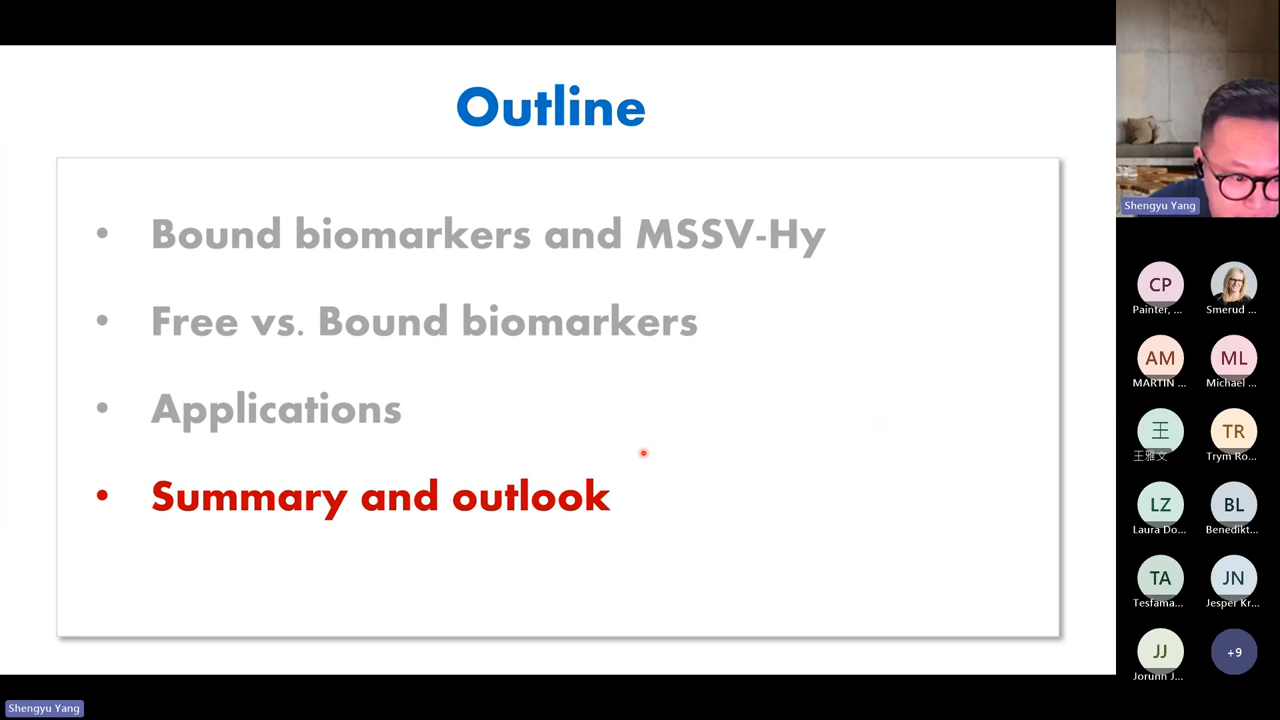 Outline
• Bound biomarkers and MSSV-Hy
• Free vs. Bound biomarkers
• Applications
• Summary and outlook
Shengyu Yang
CP
Painter, ...
Smerud ...
AM
MARTIN ...
ML
Michael ...
王
王雅文
TR
Trym Ro...
LZ
Laura Do...
BL
Benedikt...
TA
Tesfama...
JN
Jesper Kr...
JJ
Jorunn J...
+9
Shengyu Yang